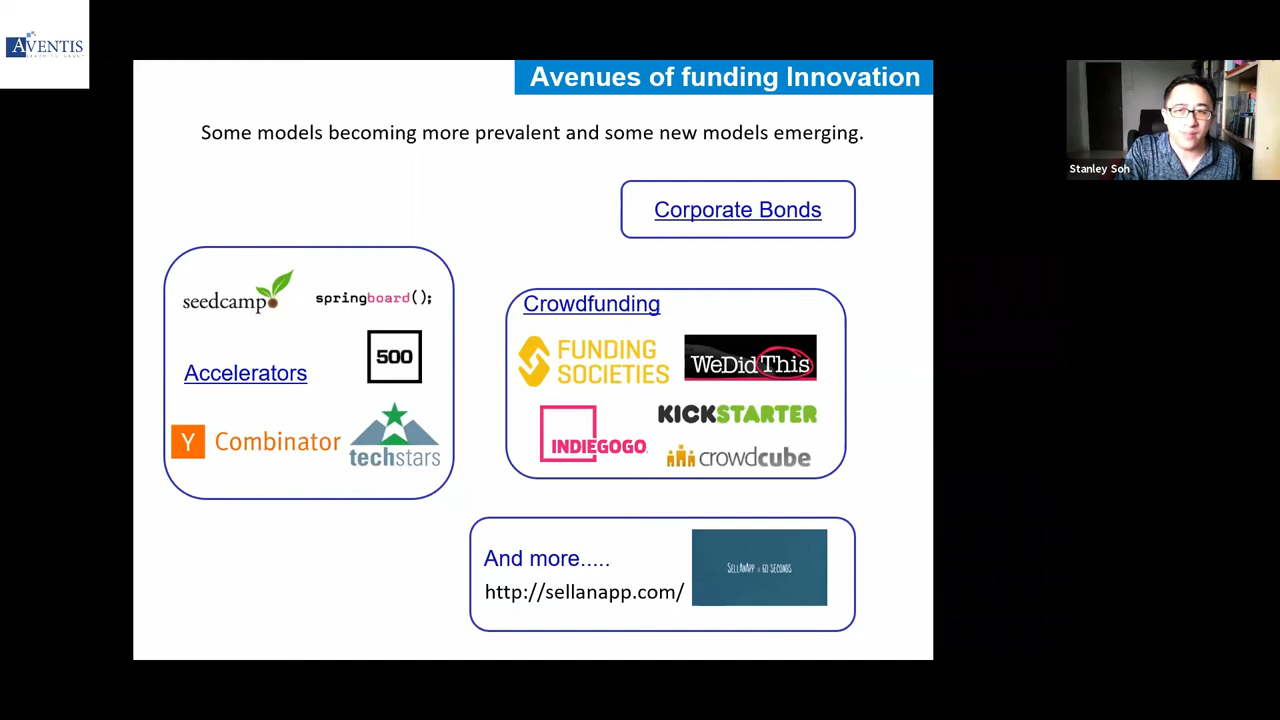 AVENTIS
LEARNING GROUP
Avenues of funding Innovation
Some models becoming more prevalent and some new models emerging.
Stanley Soh
Corporate Bonds
seedcamp
springboard();
500
Accelerators
Y Combinator
techstars
Crowdfunding
FUNDING
SOCIETIES
WeDidThis
INDIEGOGO
KICKSTARTER
crowdcube
And more.....
http://sellanapp.com/
SELLANAPP in 60 SECONDS